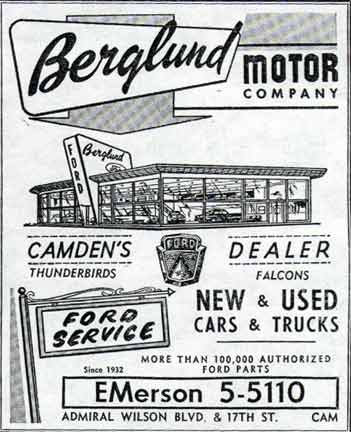 Berglund
MOTOR
COMPANY
FORD
Berglund
CAMDEN'S
FORD
DEALER
THUNDERBIRDS
FALCONS
FORD
SERVICE
NEW & USED
CARS & TRUCKS
MORE THAN 100,000 AUTHORIZED
FORD PARTS
Since 1932
EMerson 5-5110
ADMIRAL WILSON BLVD. & 17TH ST. CAM